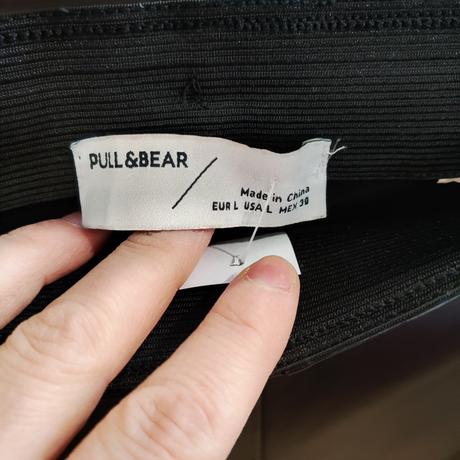 PULL&BEAR
Made in China
EUR L USA L MEX 30